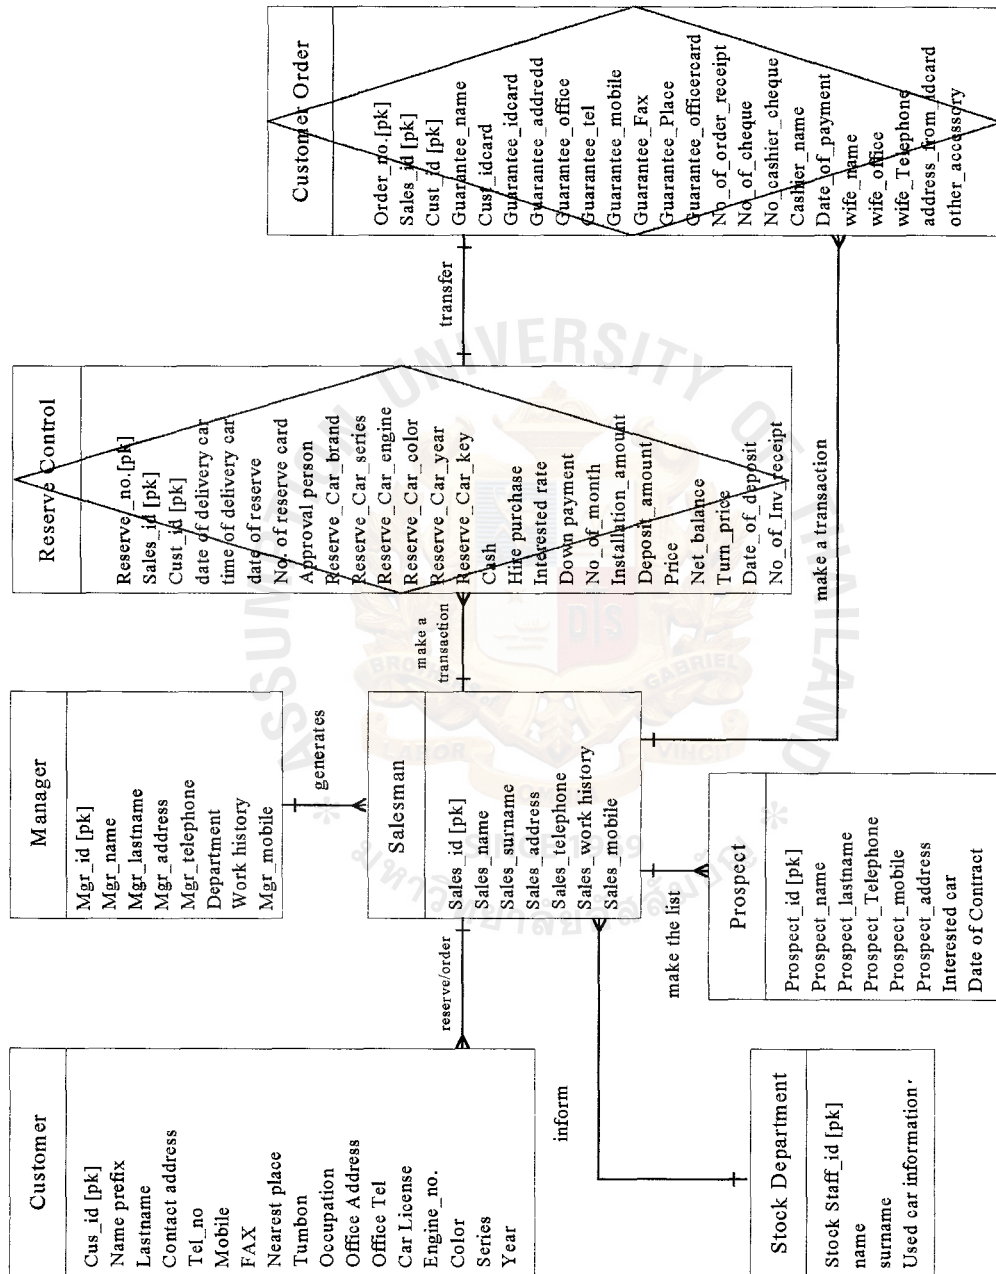 Customer
Cus_id [pk]
Name prefix
Lastname
Contact address
Tel_no
Mobile
FAX
Nearest place
Tumbon
Occupation
Office Address
Office Tel
Car License
Engine_no.
Color
Series
Year
reserve/order
Manager
Mgr_id [pk]
Mgr_name
Mgr_lastname
Mgr_address
Mgr_telephone
Department
Work history
Mgr_mobile
generates
Salesman
Sales_id [pk]
Sales_name
Sales_surname
Sales_address
Sales_telephone
Sales_work history
Sales_mobile
make a
transaction
Reserve Control
Reserve_no.[pk]
Sales_id [pk]
Cust_id [pk]
date of delivery car
time of delivery car
date of reserve
No. of reserve card
Approval person
Reserve_Car_brand
Reserve_Car_series
Reserve_Car_engine
Reserve_Car_color
Reserve_Car_year
Reserve_Car_key
Cash
Hire purchase
Interested rate
Down payment
No_of_month
Installation_amount
Deposit_amount
Price
Net_balance
Turn_price
Date_of_deposit
No_of_Inv_receipt
transfer
Customer Order
Order_no.[pk]
Sales_id [pk]
Cust_id [pk]
Guarantee_name
Cust_idcard
Guarantee_idcard
Guarantee_addredd
Guarantee_office
Guarantee_tel
Guarantee_mobile
Guarantee_Fax
Guarantee_Place
Guarantee_officercard
No_of_order_receipt
No_of_cheque
No_cashier_cheque
Cashier_name
Date_of_payment
wife_name
wife_office
wife_Telephone
address_from_idcard
other_accessory
make a transaction
inform
make the list
Stock Department
Stock Staff_id [pk]
name
surname
Used car information
Prospect
Prospect_id [pk]
Prospect_name
Prospect_lastname
Prospect_Telephone
Prospect_mobile
Prospect_address
Interested car
Date of Contract
UNIVERSITY OF THAILAND
GABRIEL
LABOR
VINCIT
DS